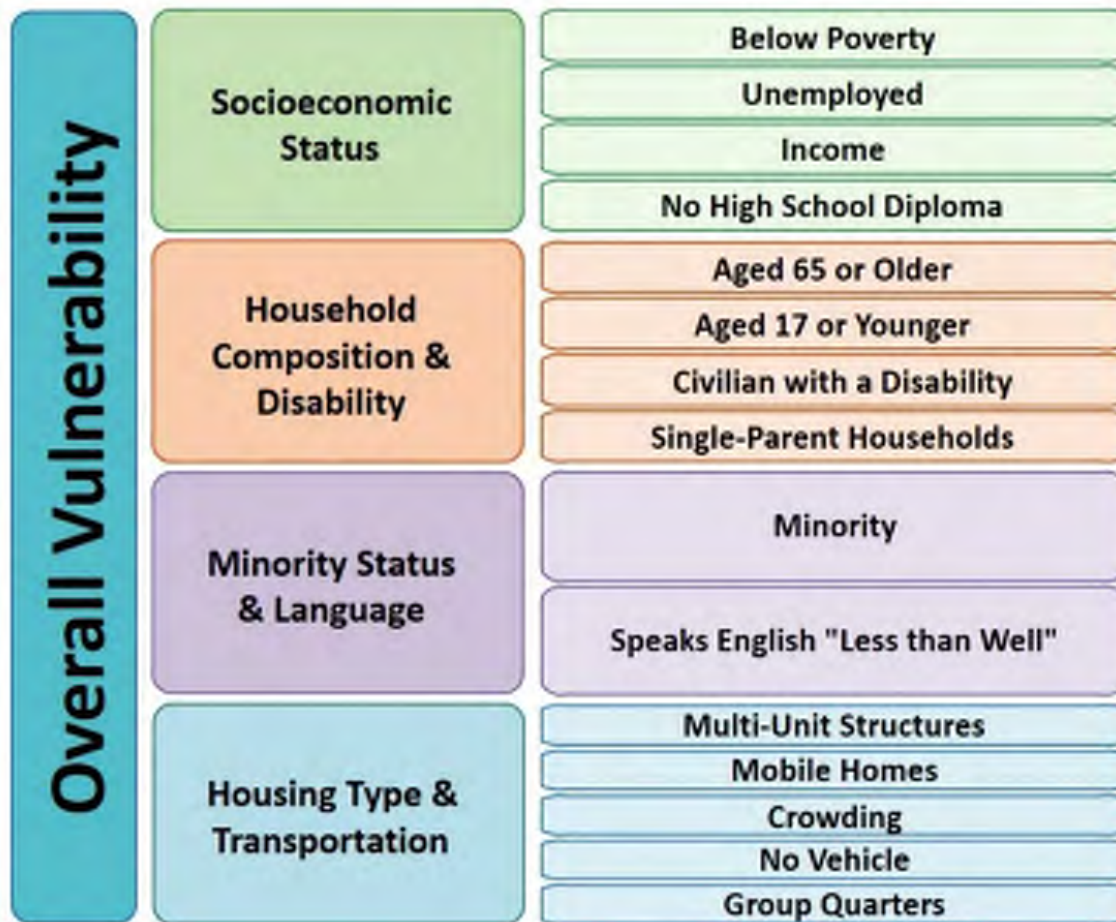 Overall Vulnerability
Socioeconomic
Status
Below Poverty
Unemployed
Income
No High School Diploma
Household
Composition &
Disability
Aged 65 or Older
Aged 17 or Younger
Civilian with a Disability
Single-Parent Households
Minority Status
& Language
Minority
Speaks English "Less than Well"
Housing Type &
Transportation
Multi-Unit Structures
Mobile Homes
Crowding
No Vehicle
Group Quarters